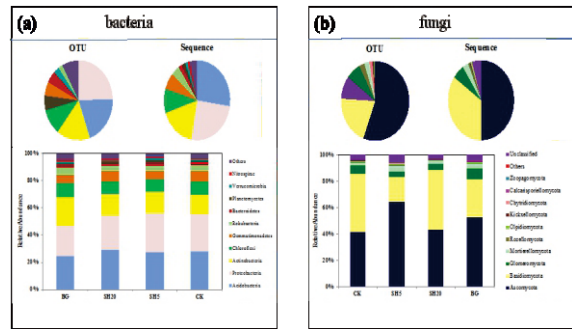 (a) bacteria
OTU Sequence
Relative Abundance
100%
80%
60%
40%
20%
0%
BG SH20 SH5 CK
Others
Nitrospirae
Verrucomicrobia
Planctomycetes
Bacteroidetes
Rokubacteria
Gemmatimonadetes
Chloroflexi
Actinobacteria
Proteobacteria
Acidobacteria
(b) fungi
OTU Sequence
Relative Abundance
100%
80%
60%
40%
20%
0%
CK SH5 SH20 BG
Unclassified
Others
Zoopagomycota
Calcarisporiellomycota
Chytridiomycota
Kickxellomycota
Olpidiomycota
Rozellomycota
Mortierellomycota
Glomeromycota
Basidiomycota
Ascomycota